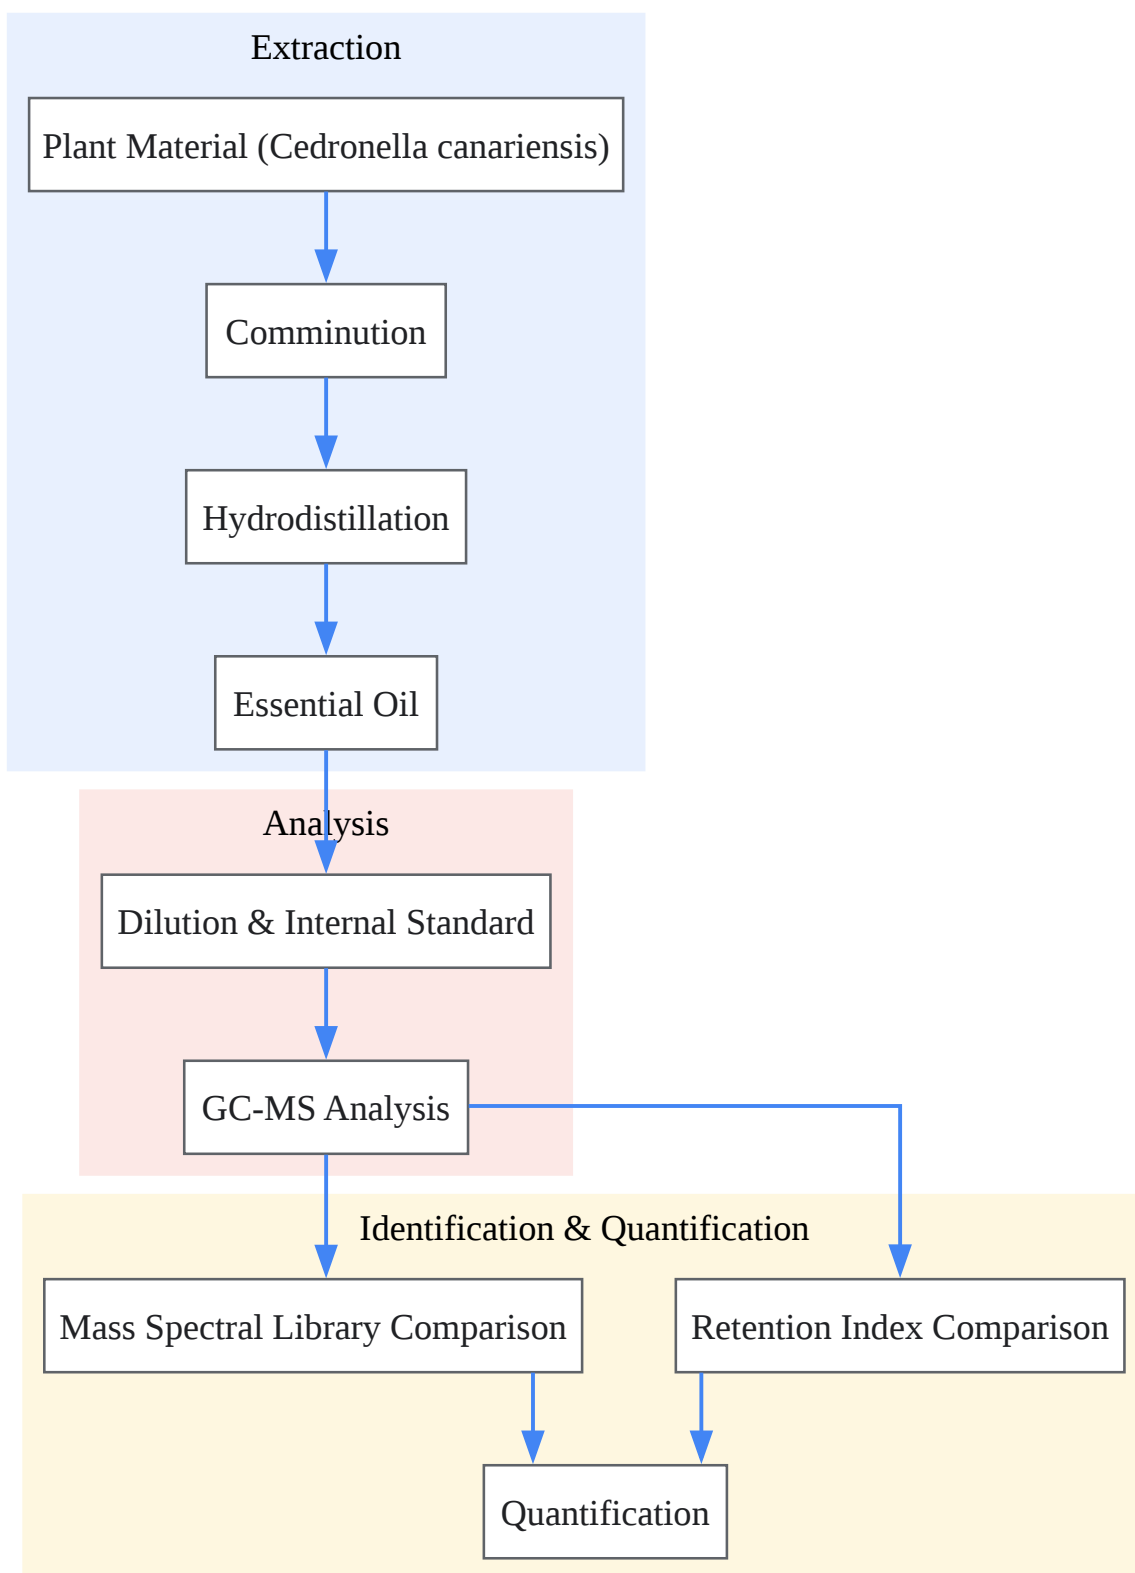 Extraction
Plant Material (Cedronella canariensis)
Comminution
Hydrodistillation
Essential Oil
Analysis
Dilution & Internal Standard
GC-MS Analysis
Identification & Quantification
Mass Spectral Library Comparison
Retention Index Comparison
Quantification